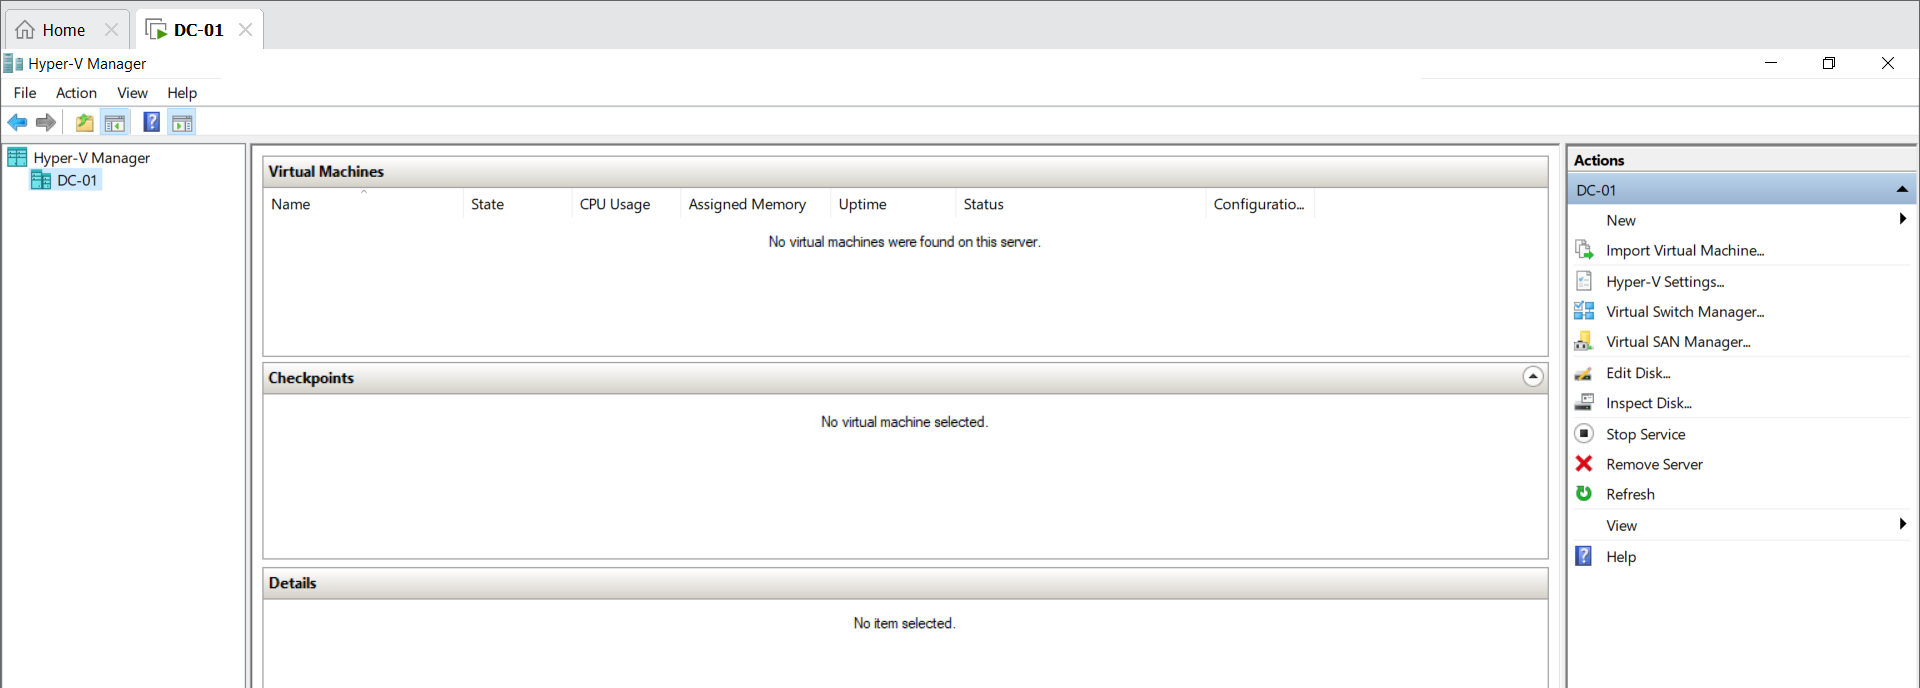 Home
DC-01
Hyper-V Manager
File Action View Help
Hyper-V Manager
DC-01
Virtual Machines
Name State CPU Usage Assigned Memory Uptime Status Configuratio...
No virtual machines were found on this server.
Checkpoints
No virtual machine selected.
Details
No item selected.
Actions
DC-01
New
Import Virtual Machine...
Hyper-V Settings...
Virtual Switch Manager...
Virtual SAN Manager...
Edit Disk...
Inspect Disk...
Stop Service
Remove Server
Refresh
View
Help